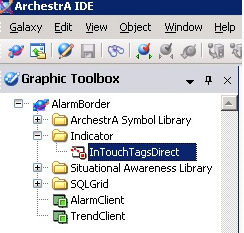 ArchestrA IDE
Galaxy Edit View Object Window
Graphic Toolbox
AlarmBorder
ArchestrA Symbol Library
Indicator
InTouchTagsDirect
Situational Awareness Library
SQLGrid
AlarmClient
TrendClient